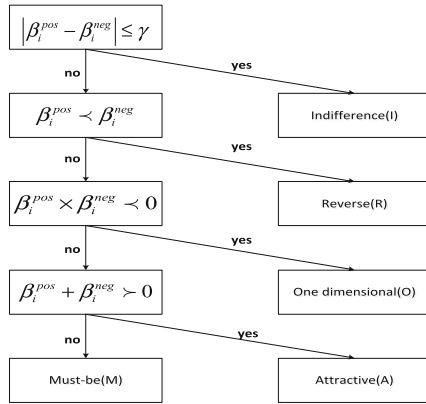 |β_i^{pos} − β_i^{neg}| ≤ γ
no yes
β_i^{pos} ≺ β_i^{neg} Indifference(I)
no yes
β_i^{pos} × β_i^{neg} ≺ 0 Reverse(R)
no yes
β_i^{pos} + β_i^{neg} ≻ 0 One dimensional(O)
no yes
Must-be(M) Attractive(A)